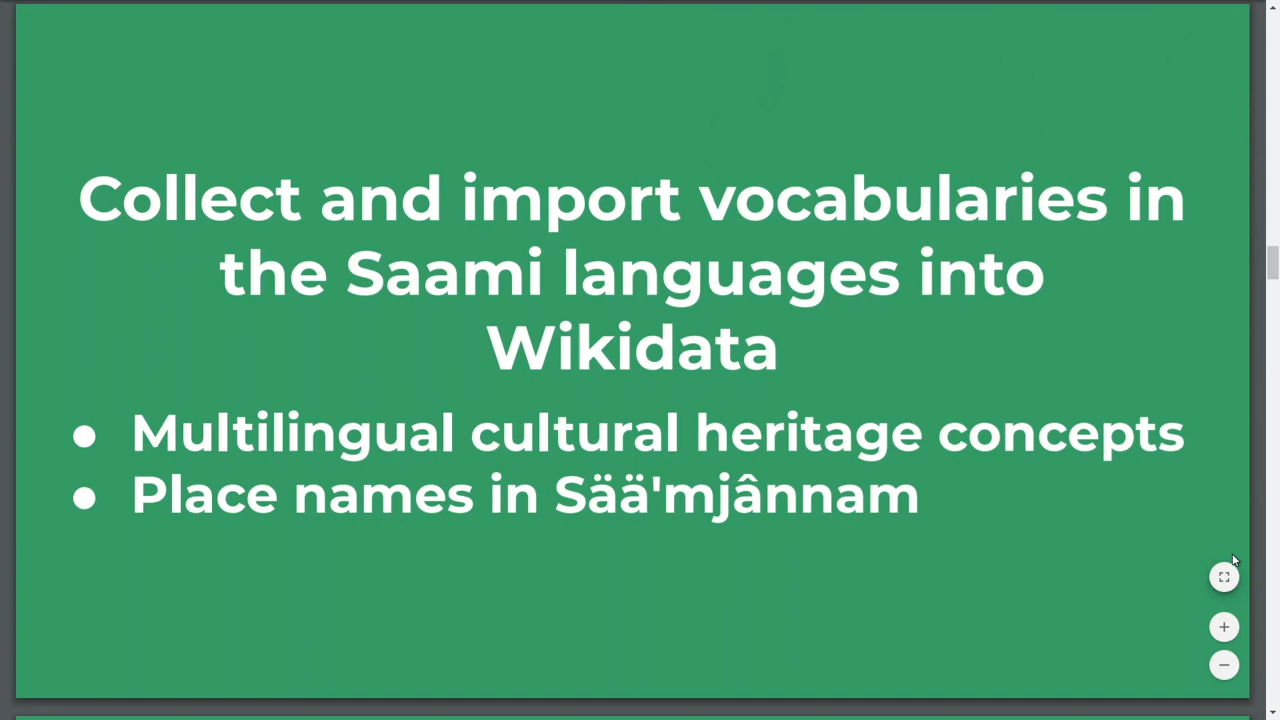 Collect and import vocabularies in
the Saami languages into
Wikidata
● Multilingual cultural heritage concepts
● Place names in Sää'mjânnam